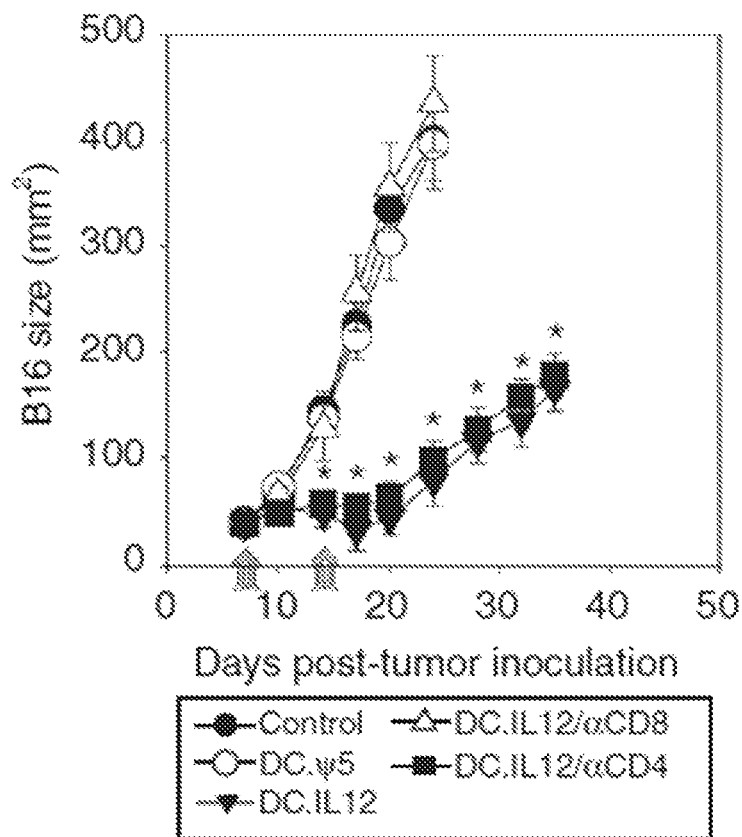 500
400
300
200
100
0
B16 size (mm²)
* * * * * * * *
0 10 20 30 40 50
Days post-tumor inoculation
Control
DC.IL12/αCD8
DC.ψ5
DC.IL12/αCD4
DC.IL12